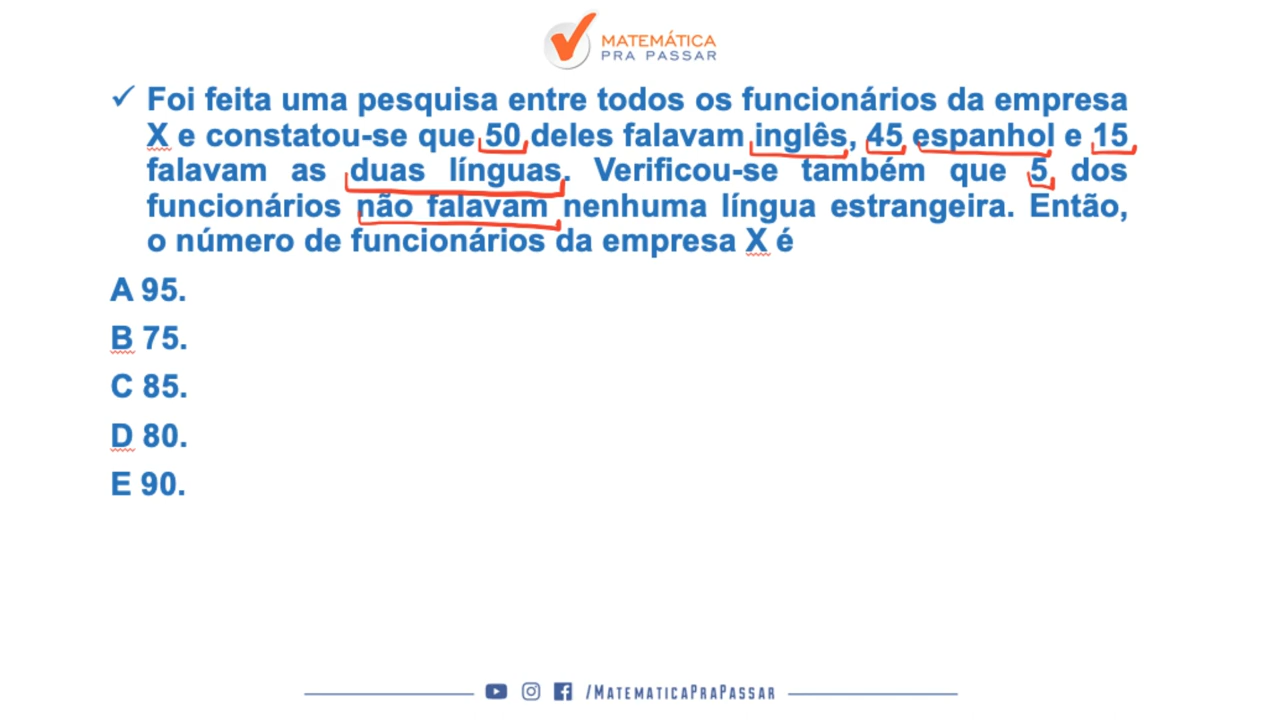 MATEMÁTICA
PRA PASSAR
✓ Foi feita uma pesquisa entre todos os funcionários da empresa
X e constatou-se que 50 deles falavam inglês, 45 espanhol e 15
falavam as duas línguas. Verificou-se também que 5 dos
funcionários não falavam nenhuma língua estrangeira. Então,
o número de funcionários da empresa X é
A 95.
B 75.
C 85.
D 80.
E 90.
/MATEMATICAPRAPASSAR